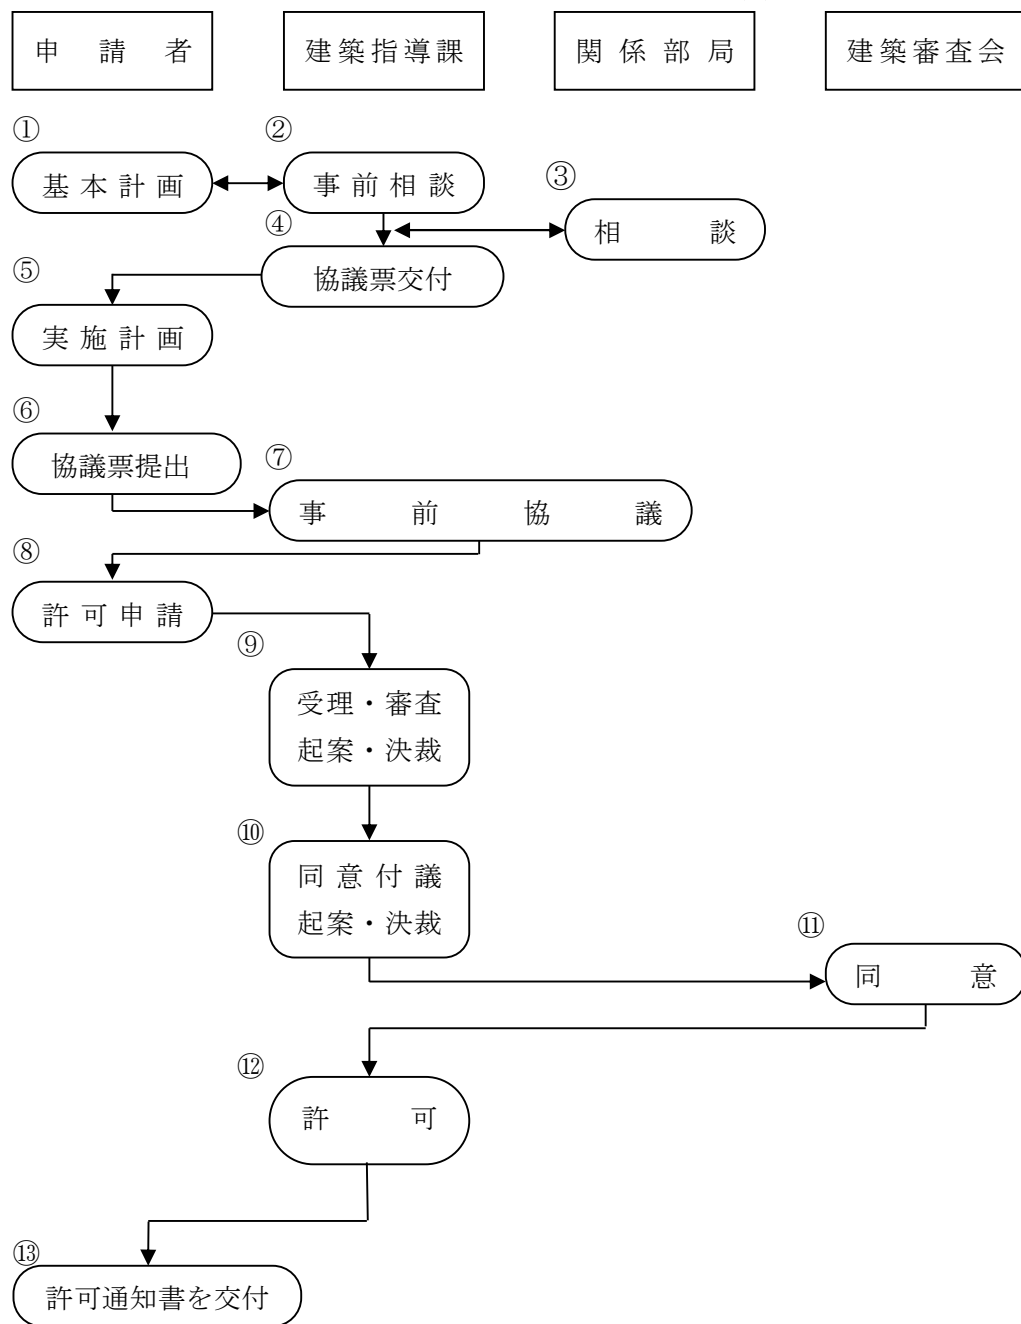 申請者
建築指導課
関係部局
建築審査会
①
基本計画
②
事前相談
③
相談
④
協議票交付
⑤
実施計画
⑥
協議票提出
⑦
事前協議
⑧
許可申請
⑨
受理・審査
起案・決裁
⑩
同意付議
起案・決裁
⑪
同意
⑫
許可
⑬
許可通知書を交付